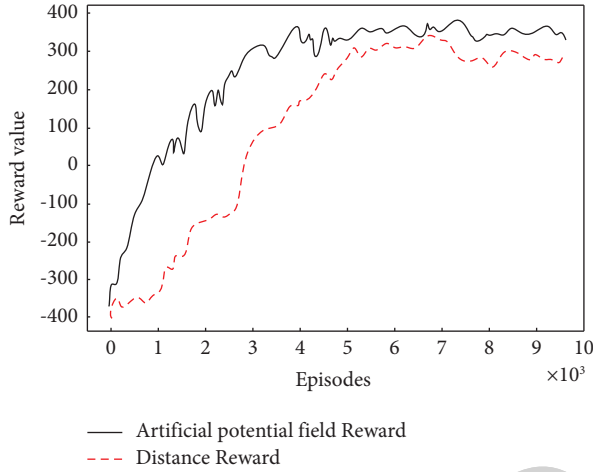 400
300
200
100
0
-100
-200
-300
-400
Reward value
0 1 2 3 4 5 6 7 8 9 10
Episodes
×10³
Artificial potential field Reward
Distance Reward